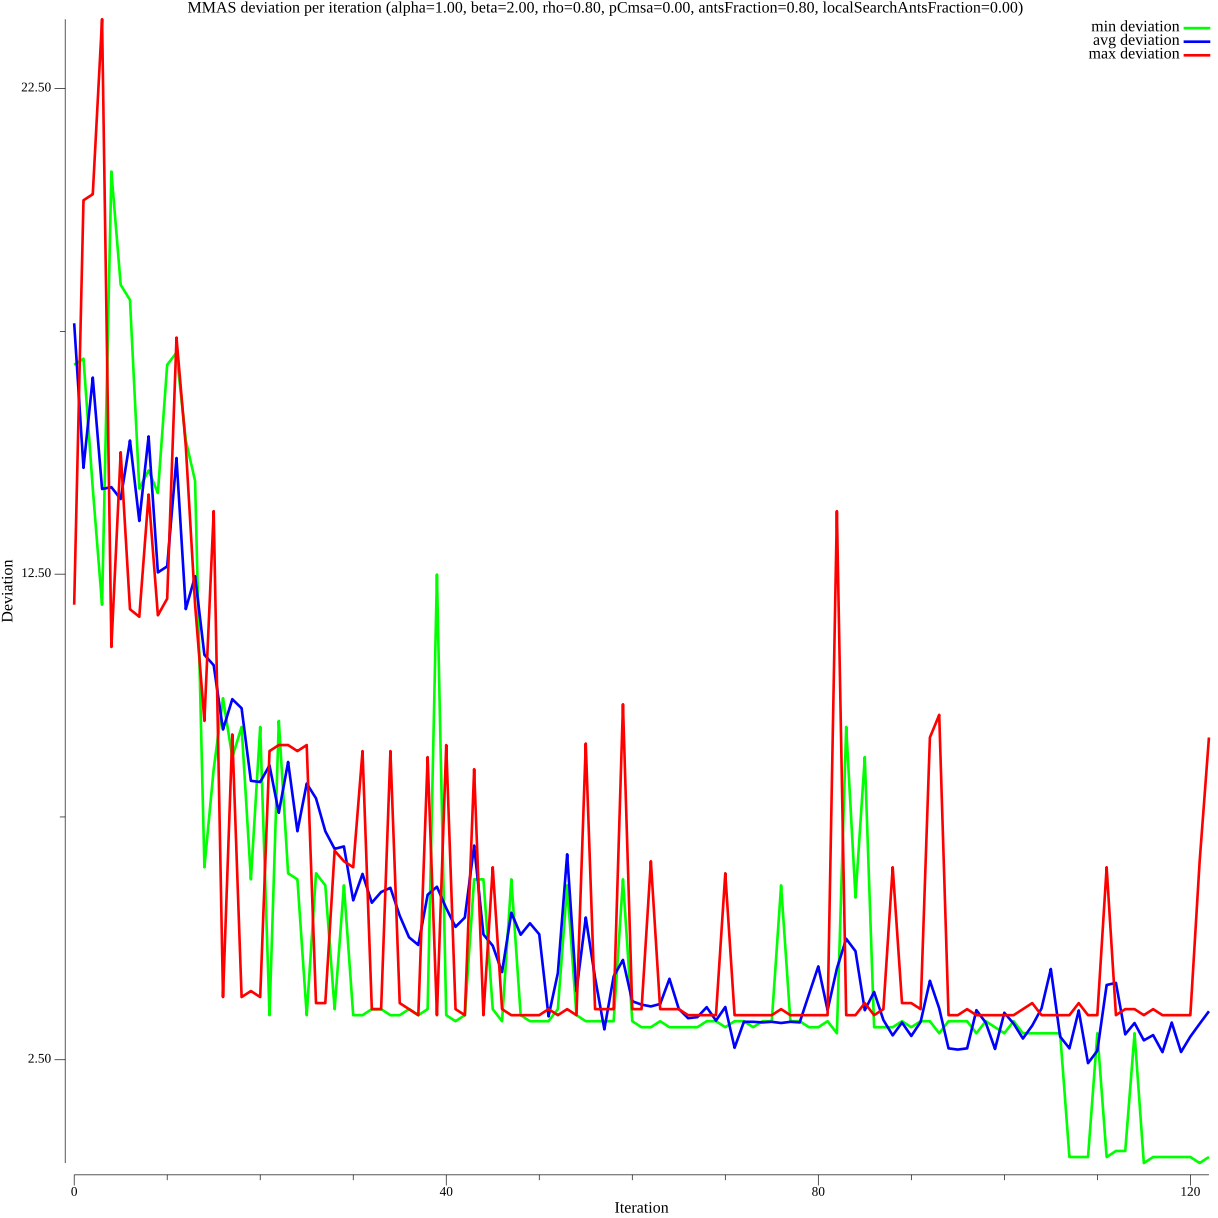 MMAS deviation per iteration (alpha=1.00, beta=2.00, rho=0.80, pCmsa=0.00, antsFraction=0.80, localSearchAntsFraction=0.00)
min deviation
avg deviation
max deviation
22.50
12.50
2.50
Deviation
0
40
80
120
Iteration